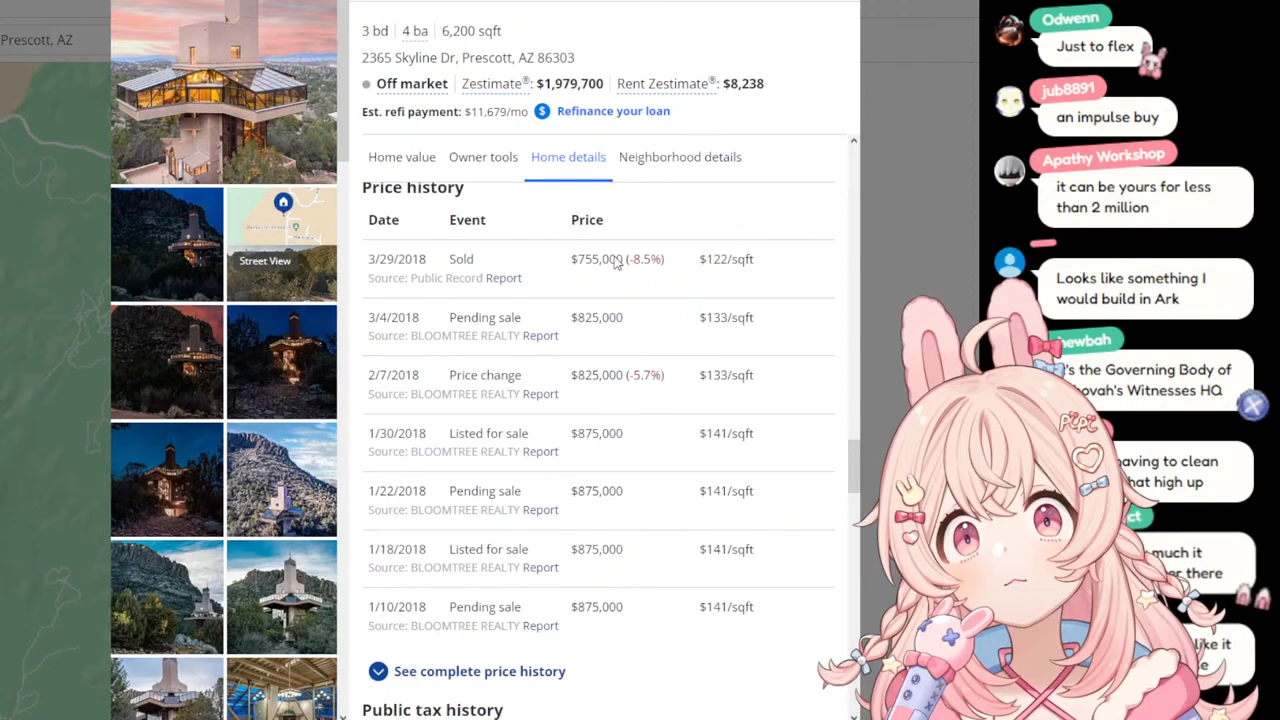 Prescott, AZ
3 bd 4 ba 6,200 sqft
2365 Skyline Dr, Prescott, AZ 86303
Off market Zestimate®: $1,979,700 Rent Zestimate®: $8,238
Est. refi payment: $11,679/mo $ Refinance your loan
Home value Owner tools Home details Neighborhood details
Price history
Date Event Price
3/29/2018 Sold $755,000 (-8.5%) $122/sqft
Source: Public Record Report
3/4/2018 Pending sale $825,000 $133/sqft
Source: BLOOMTREE REALTY Report
2/7/2018 Price change $825,000 (-5.7%) $133/sqft
Source: BLOOMTREE REALTY Report
1/30/2018 Listed for sale $875,000 $141/sqft
Source: BLOOMTREE REALTY Report
1/22/2018 Pending sale $875,000 $141/sqft
Source: BLOOMTREE REALTY Report
1/18/2018 Listed for sale $875,000 $141/sqft
Source: BLOOMTREE REALTY Report
1/10/2018 Pending sale $875,000 $141/sqft
Source: BLOOMTREE REALTY Report
See complete price history
Public tax history
Street View
Odwenn
Just to flex
jub8891
an impulse buy
Apathy Workshop
it can be yours for less
than 2 million
Looks like something I
would build in Ark
hewbah
's the Governing Body of
hovah's Witnesses HQ
PiPi
aving to clean
hat high up
ct
much it
er there
like it